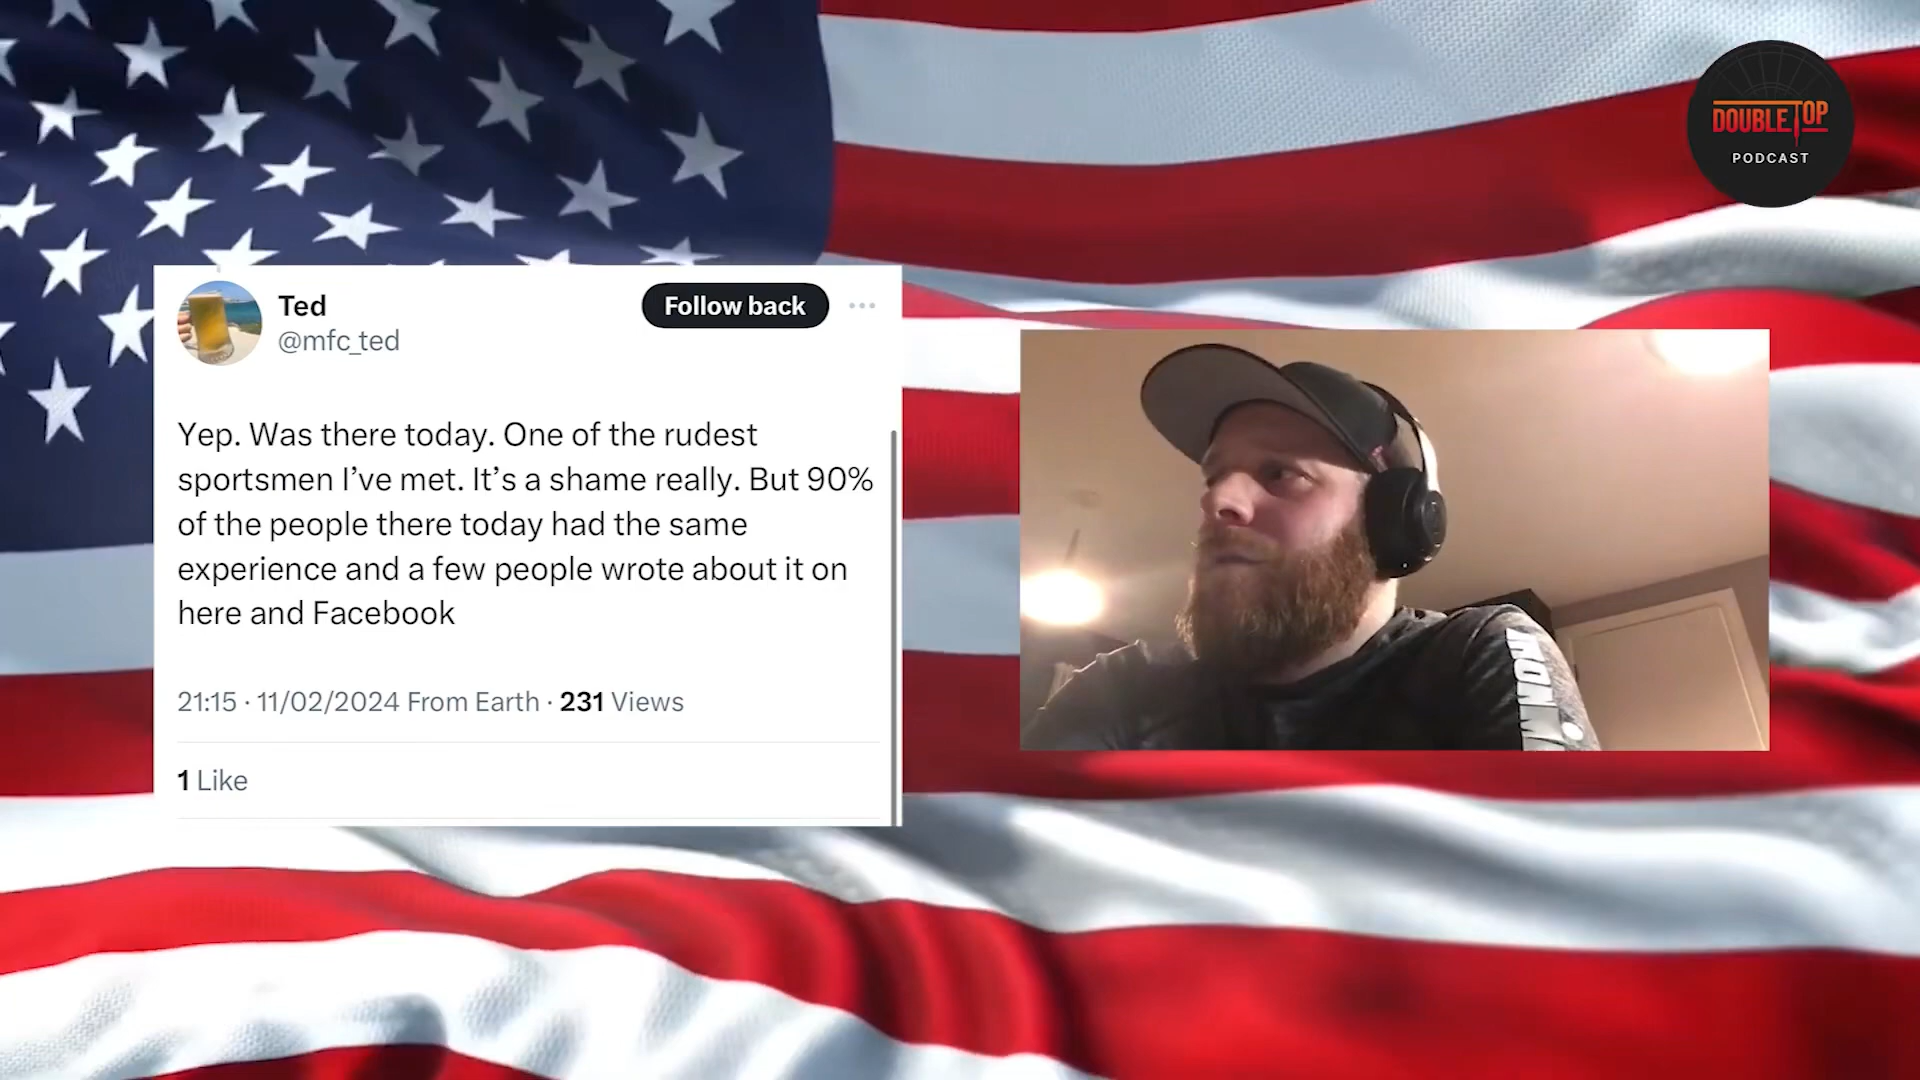 DOUBLETOP
PODCAST
Ted
Follow back
@mfc_ted
Yep. Was there today. One of the rudest
sportsmen I’ve met. It’s a shame really. But 90%
of the people there today had the same
experience and a few people wrote about it on
here and Facebook
21:15 · 11/02/2024 From Earth · 231 Views
1 Like